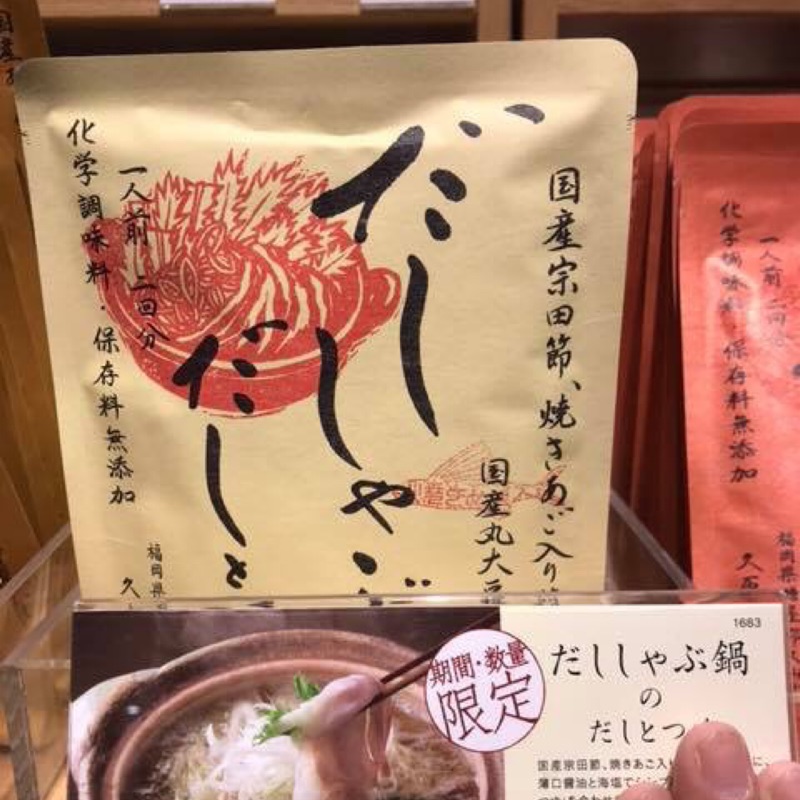 国産宗田節、焼きあご入り
国産丸大豆
だし
しゃぶ
だしと
一人前 二回分
化学調味料・保存料無添加
福岡県
久
国産
一人前 二回分
化学調味料・保存料無添加
福岡県
久原
1683
期間・数量
限定
だししゃぶ鍋
の
だしとつ
国産宗田節、焼きあご入
薄口醤油と海塩でシンプ